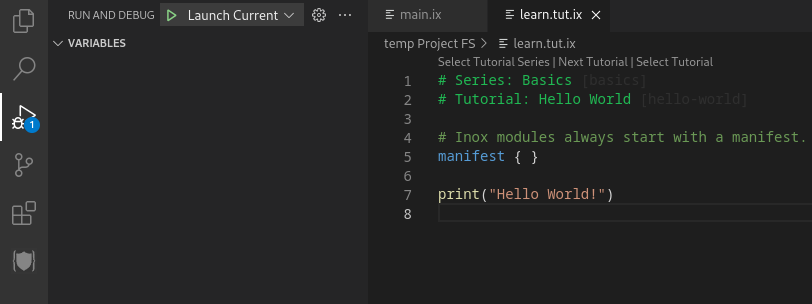 RUN AND DEBUG Launch Current ...
VARIABLES
1
main.ix
learn.tut.ix
temp Project FS > learn.tut.ix
Select Tutorial Series | Next Tutorial | Select Tutorial
1 # Series: Basics [basics]
2 # Tutorial: Hello World [hello-world]
3
4 # Inox modules always start with a manifest.
5 manifest { }
6
7 print("Hello World!")
8